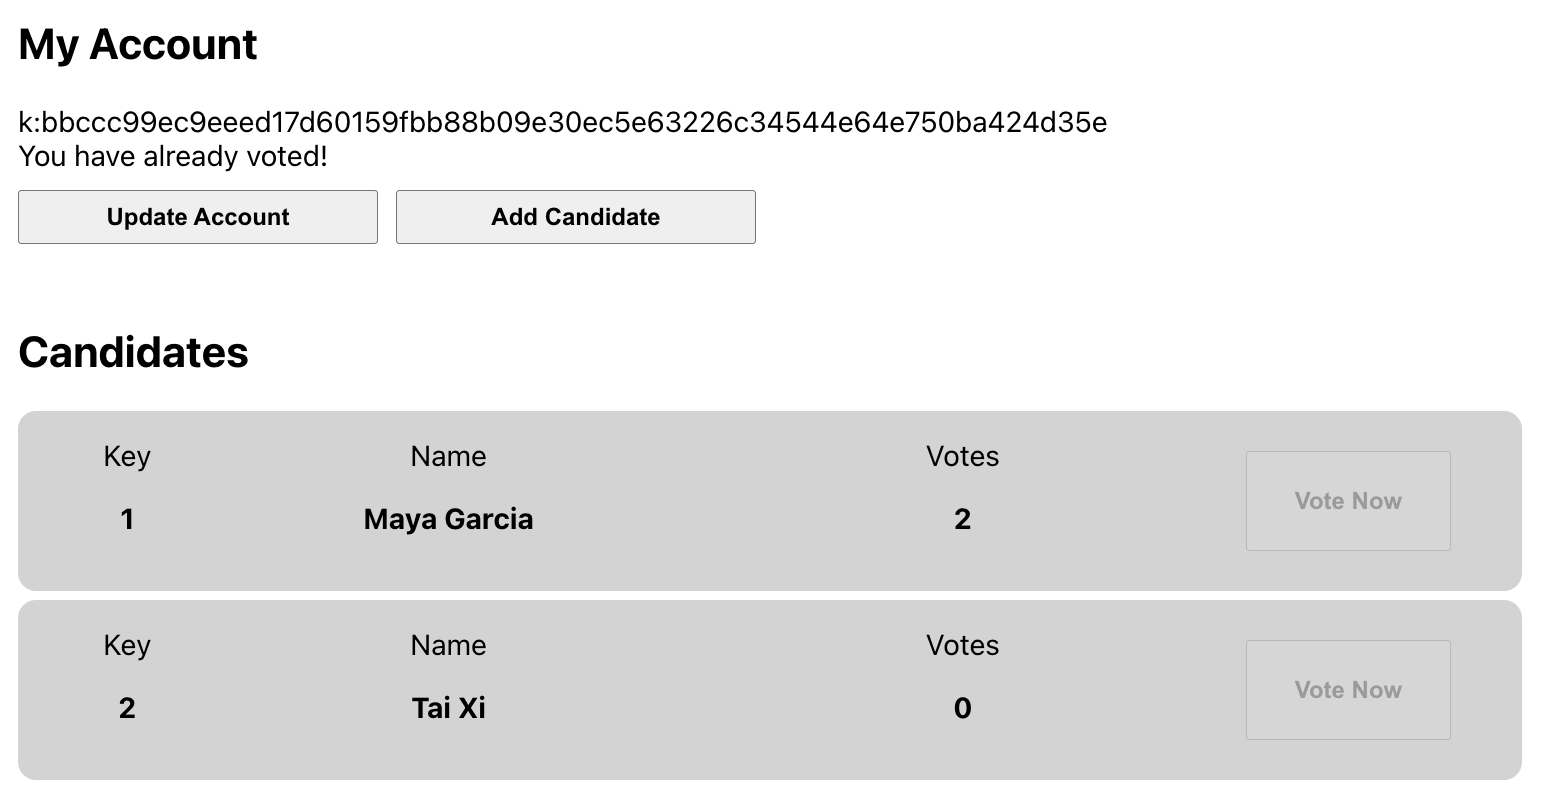 My Account
k:bbccc99ec9eeed17d60159fbb88b09e30ec5e63226c34544e64e750ba424d35e
You have already voted!
Update Account Add Candidate
Candidates
Key Name Votes
Vote Now
1 Maya Garcia 2
Key Name Votes
Vote Now
2 Tai Xi 0